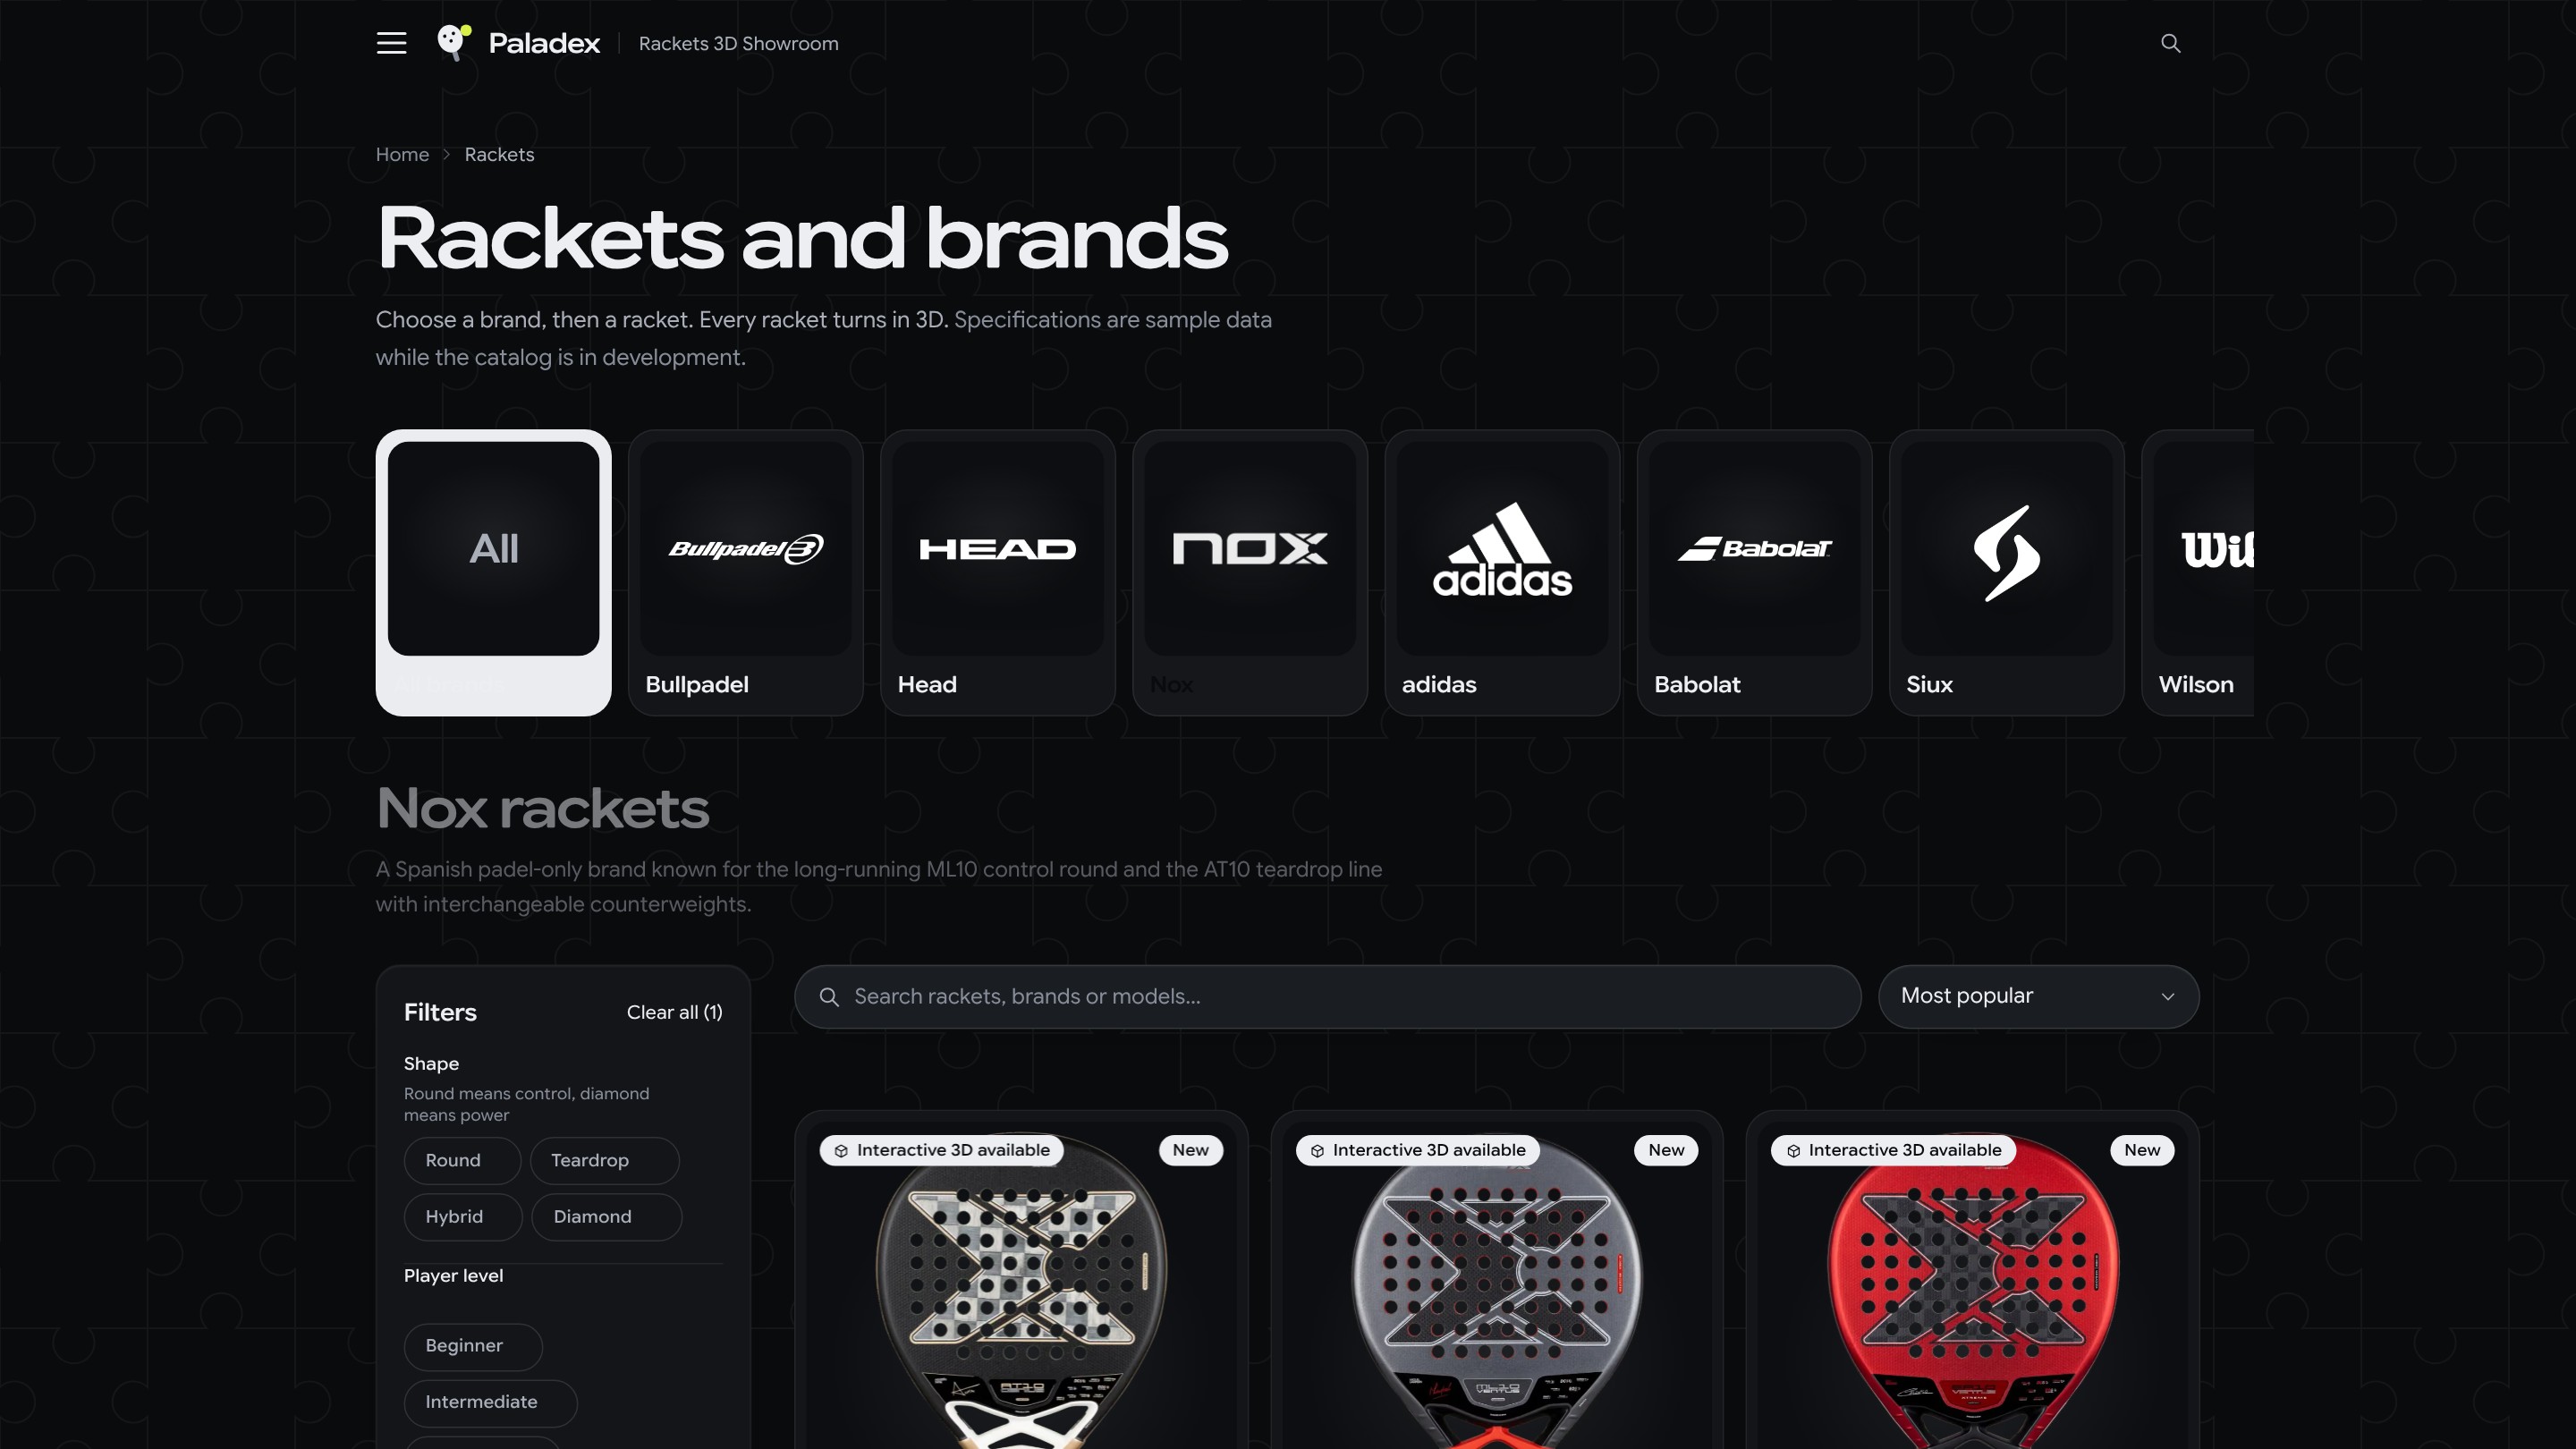 Paladex
Rackets 3D Showroom
Home
Rackets
Rackets and brands
Choose a brand, then a racket. Every racket turns in 3D. Specifications are sample data
while the catalog is in development.
All
Bullpadel
HEAD
nox
adidas
Babolat
All brands
Bullpadel
Head
Nox
adidas
Babolat
Siux
Wilson
Nox rackets
A Spanish padel-only brand known for the long-running ML10 control round and the AT10 teardrop line
with interchangeable counterweights.
Filters
Clear all (1)
Search rackets, brands or models...
Most popular
Shape
Round means control, diamond
means power
Round
Teardrop
Hybrid
Diamond
Player level
Beginner
Intermediate
Interactive 3D available
New
Interactive 3D available
New
Interactive 3D available
New
AT10
ML10
VERTUS